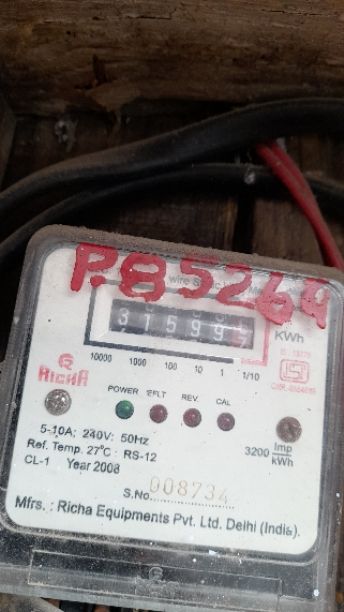 P.85269
KWh
10000 1000 100 10 1 1/10
RICHA
POWER EFLT REV. CAL
5-10A; 240V: 50Hz
Ref. Temp. 27°C : RS-12
CL-1 Year 2008
3200 Imp
kWh
S.No. 008734
Mfrs. : Richa Equipments Pvt. Ltd. Delhi (India).